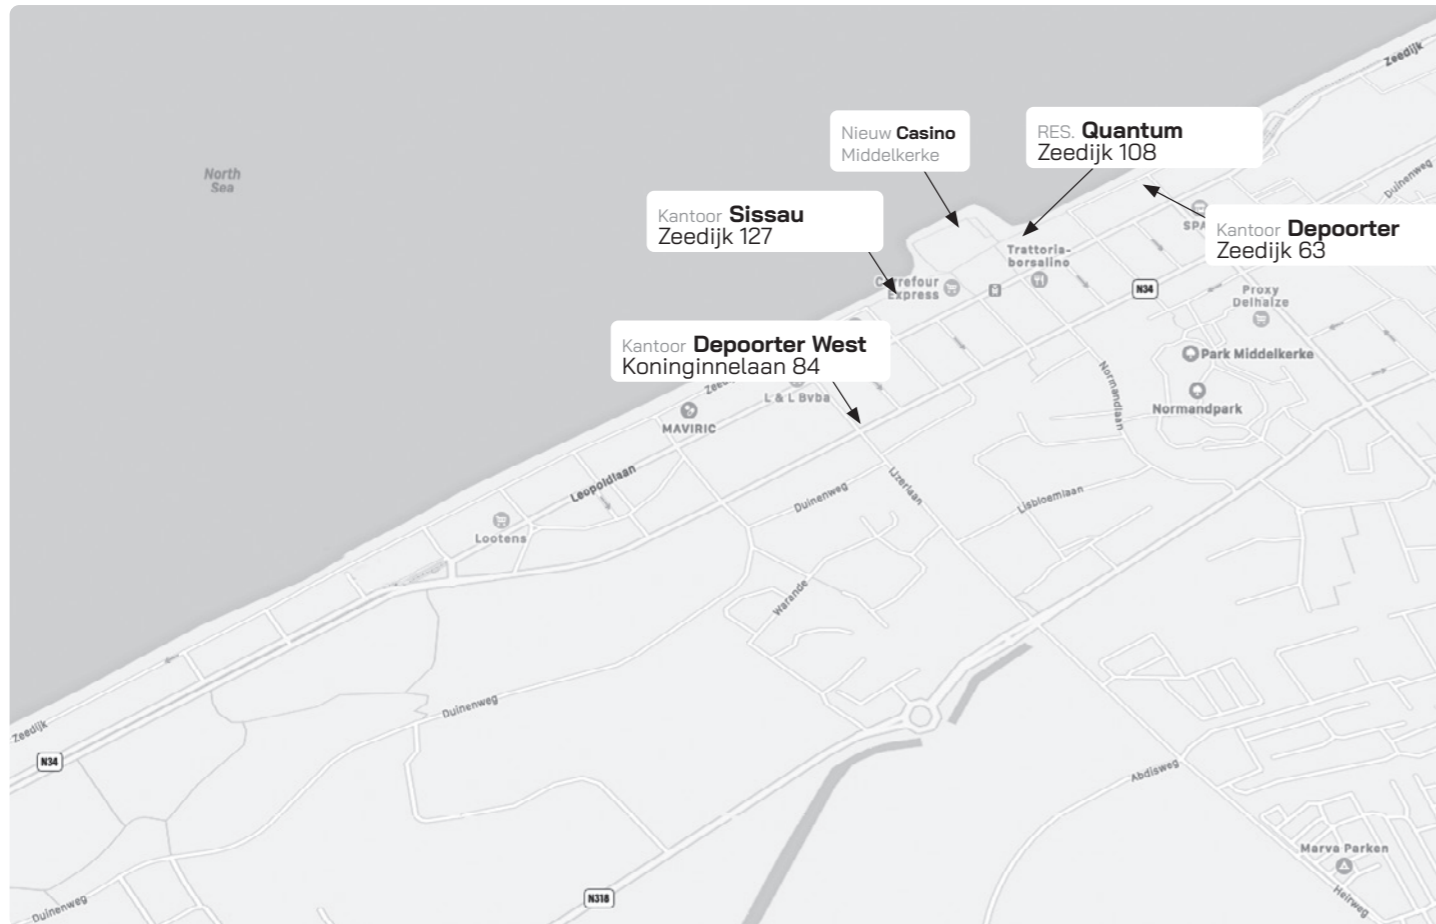 Zeedijk
Nieuw Casino
Middelkerke
RES. Quantum
Zeedijk 108
North
Sea
Duinenweg
Kantoor Sissau
Zeedijk 127
Kantoor Depoorter
Zeedijk 63
Trattoria-
borsalino
Express
N34
Proxy
Delhaize
Kantoor Depoorter West
Koninginnelaan 84
Park Middelkerke
Normandlaan
L & L Bvba
Normandpark
MAVIRIC
Leopoldlaan
Duinenweg
IJzerlaan
Lisbloemlaan
Lootens
Warande
Duinenweg
Zeedijk
N34
Abdisweg
Marva Parken
Heirweg
N318
Duinenweg